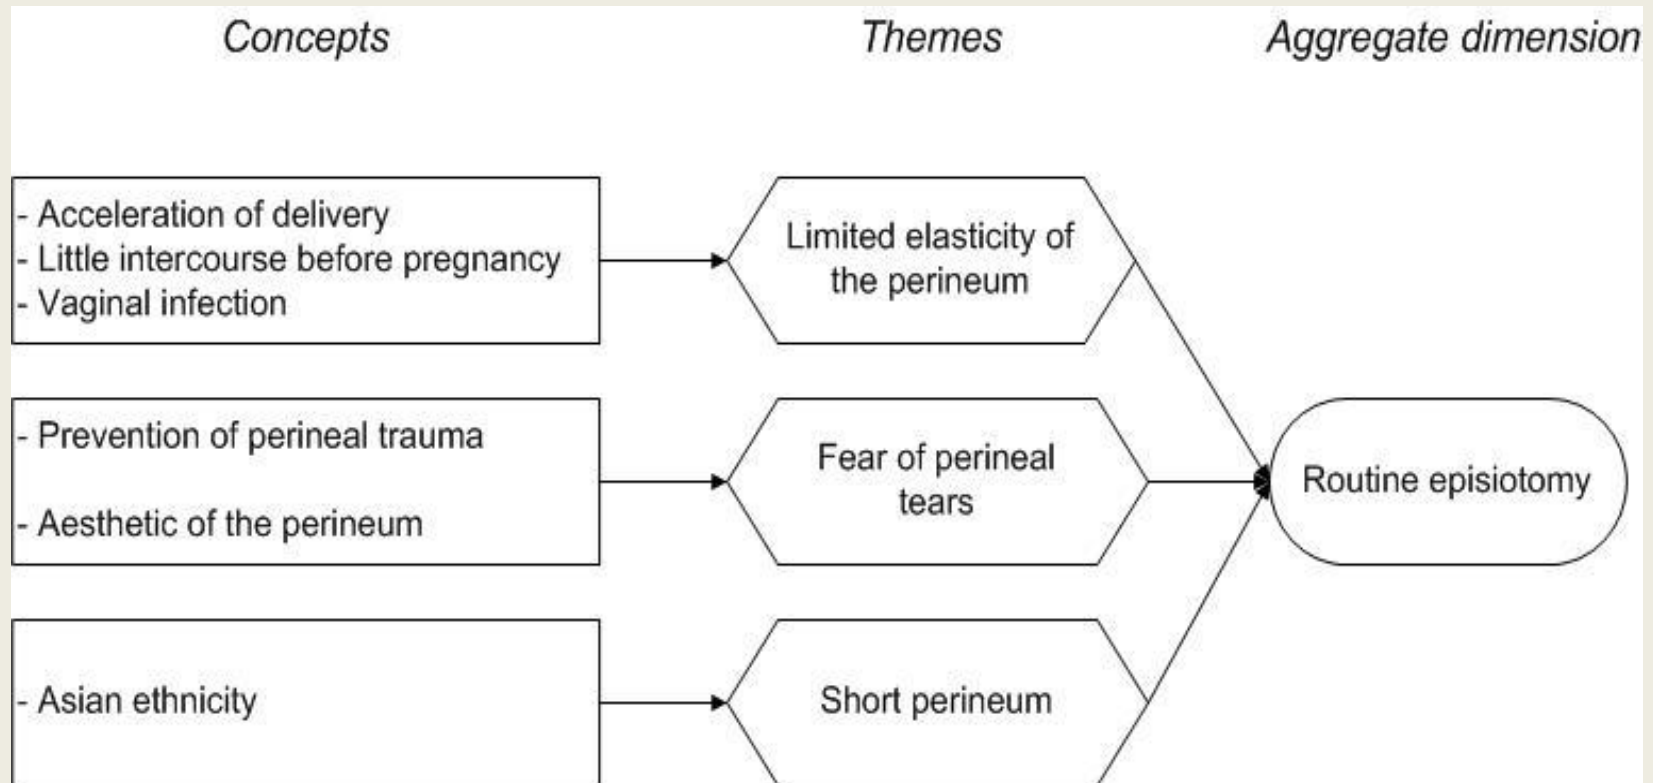 Concepts
Themes
Aggregate dimension
- Acceleration of delivery
- Little intercourse before pregnancy
- Vaginal infection
Limited elasticity of
the perineum
- Prevention of perineal trauma
- Aesthetic of the perineum
Fear of perineal
tears
Routine episiotomy
- Asian ethnicity
Short perineum